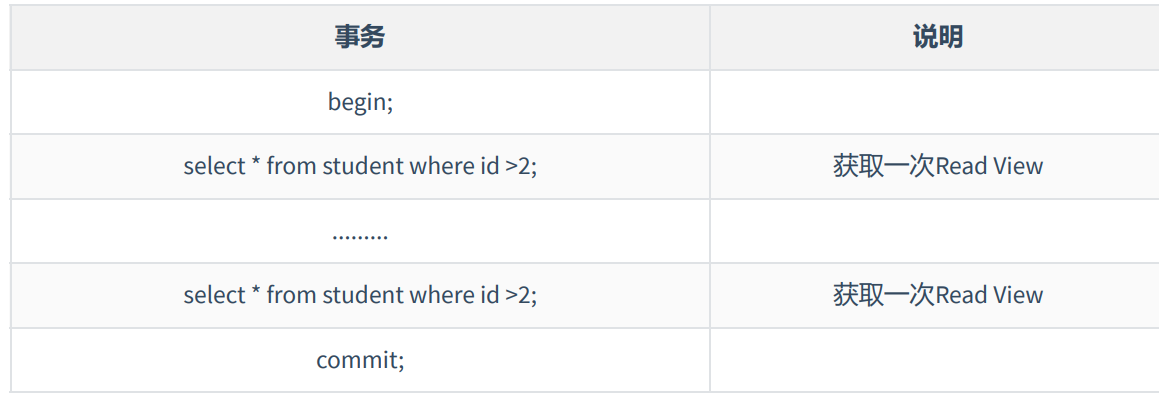 事务 说明
begin;
select * from student where id >2; 获取一次Read View
.........
select * from student where id >2; 获取一次Read View
commit;